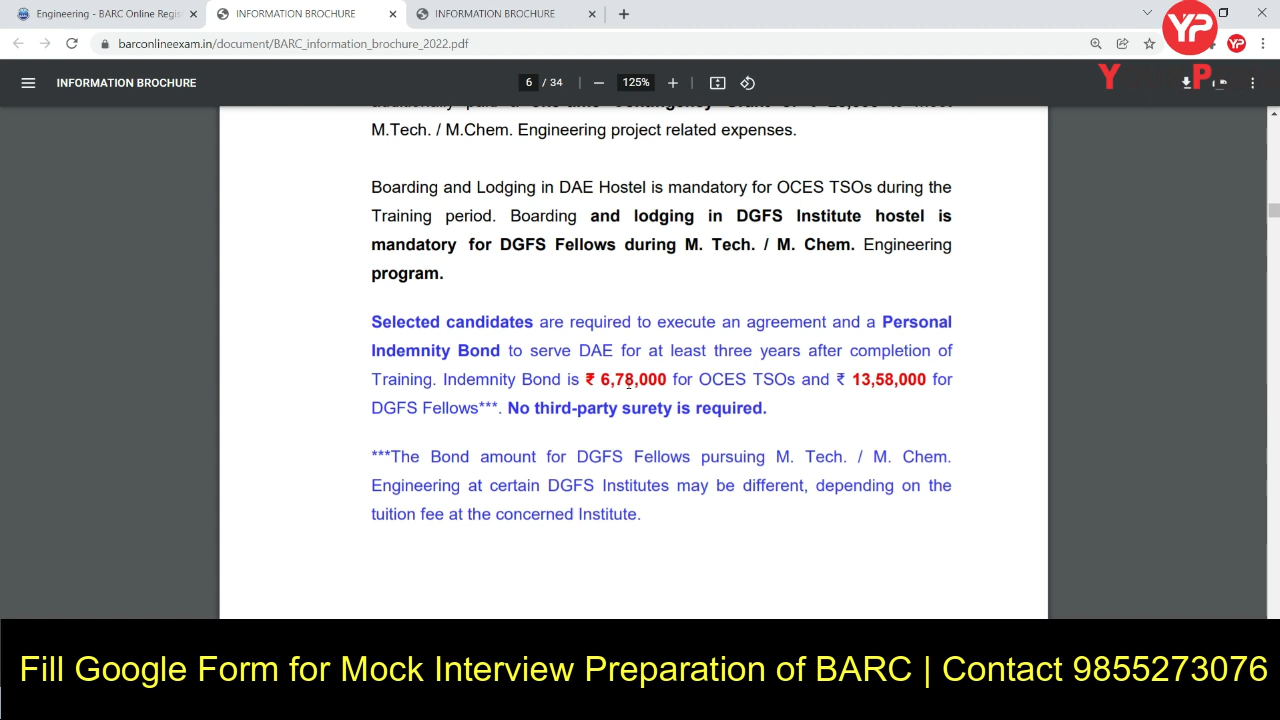 Engineering - BARC Online Regis
INFORMATION BROCHURE
INFORMATION BROCHURE
YP
barconlineexam.in/document/BARC_information_brochure_2022.pdf
YP
INFORMATION BROCHURE
6 / 34
125%
Y P
M.Tech. / M.Chem. Engineering project related expenses.
Boarding and Lodging in DAE Hostel is mandatory for OCES TSOs during the
Training period. Boarding and lodging in DGFS Institute hostel is
mandatory for DGFS Fellows during M. Tech. / M. Chem. Engineering
program.
Selected candidates are required to execute an agreement and a Personal
Indemnity Bond to serve DAE for at least three years after completion of
Training. Indemnity Bond is ₹ 6,78,000 for OCES TSOs and ₹ 13,58,000 for
DGFS Fellows***. No third-party surety is required.
***The Bond amount for DGFS Fellows pursuing M. Tech. / M. Chem.
Engineering at certain DGFS Institutes may be different, depending on the
tuition fee at the concerned Institute.
Fill Google Form for Mock Interview Preparation of BARC | Contact 9855273076